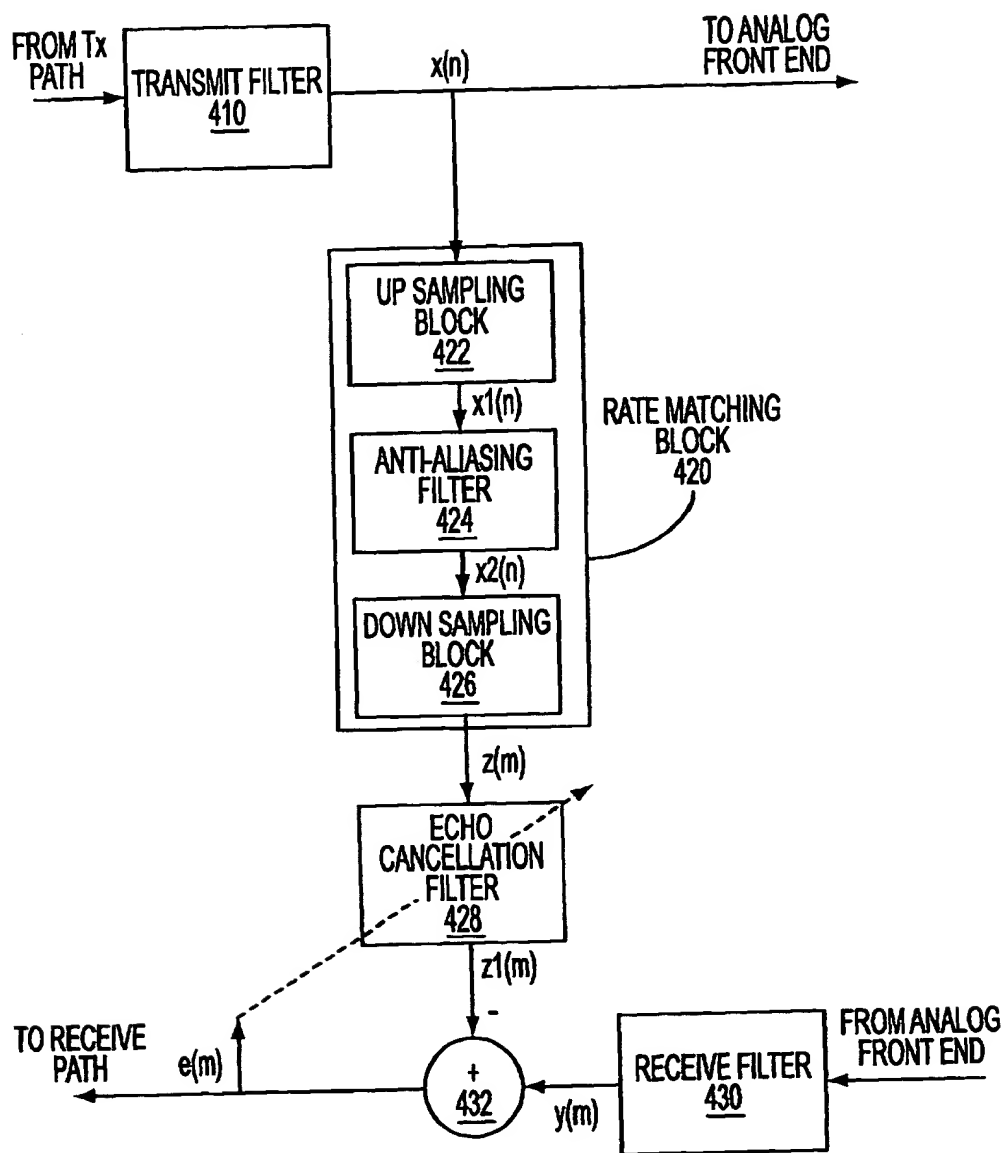 FROM Tx
PATH
TRANSMIT FILTER
410
x(n)
TO ANALOG
FRONT END
UP SAMPLING
BLOCK
422
x1(n)
ANTI-ALIASING
FILTER
424
x2(n)
DOWN SAMPLING
BLOCK
426
RATE MATCHING
BLOCK
420
z(m)
ECHO
CANCELLATION
FILTER
428
z1(m)
-
TO RECEIVE
PATH
e(m)
+
432
y(m)
RECEIVE FILTER
430
FROM ANALOG
FRONT END